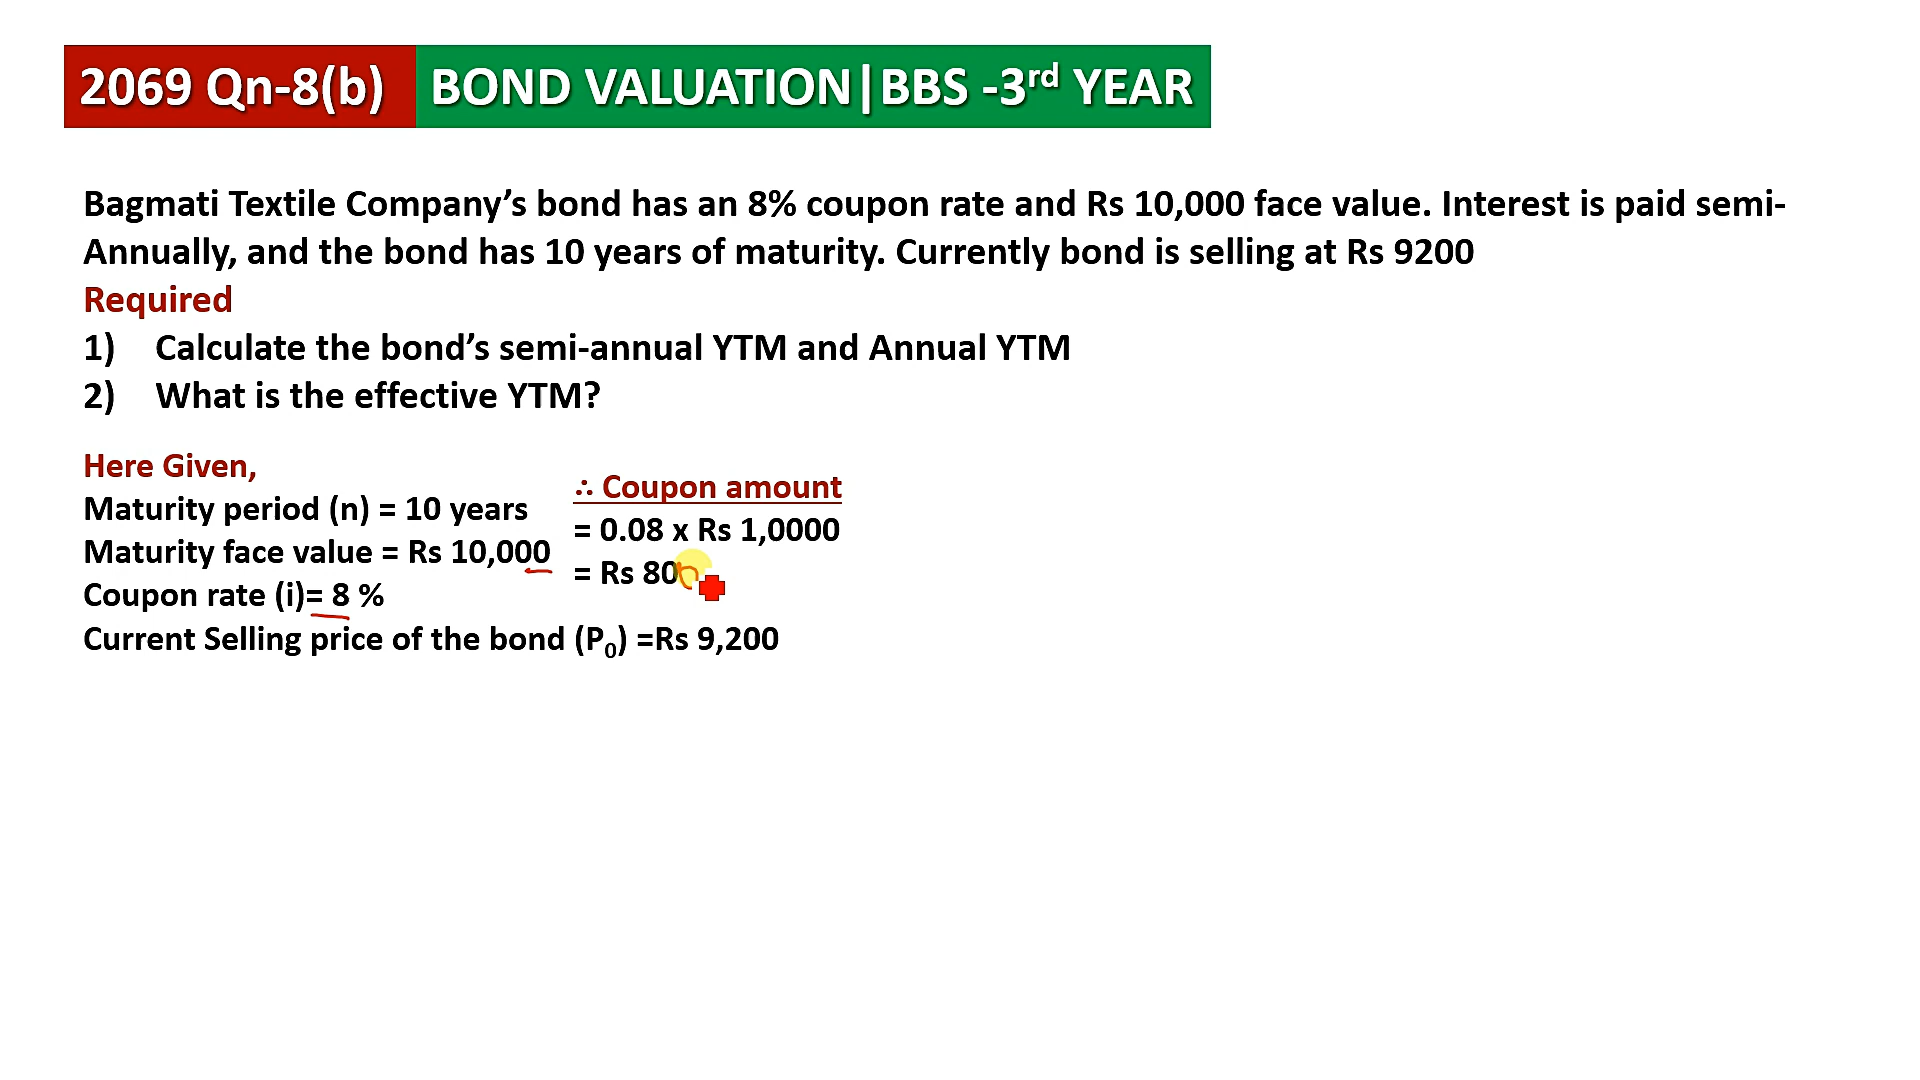 2069 Qn-8(b) BOND VALUATION|BBS -3rd YEAR
Bagmati Textile Company’s bond has an 8% coupon rate and Rs 10,000 face value. Interest is paid semi-
Annually, and the bond has 10 years of maturity. Currently bond is selling at Rs 9200
Required
1) Calculate the bond’s semi-annual YTM and Annual YTM
2) What is the effective YTM?
Here Given,
Maturity period (n) = 10 years
Maturity face value = Rs 10,000
Coupon rate (i)= 8 %
Current Selling price of the bond (P0) =Rs 9,200
∴ Coupon amount
= 0.08 x Rs 1,0000
= Rs 800